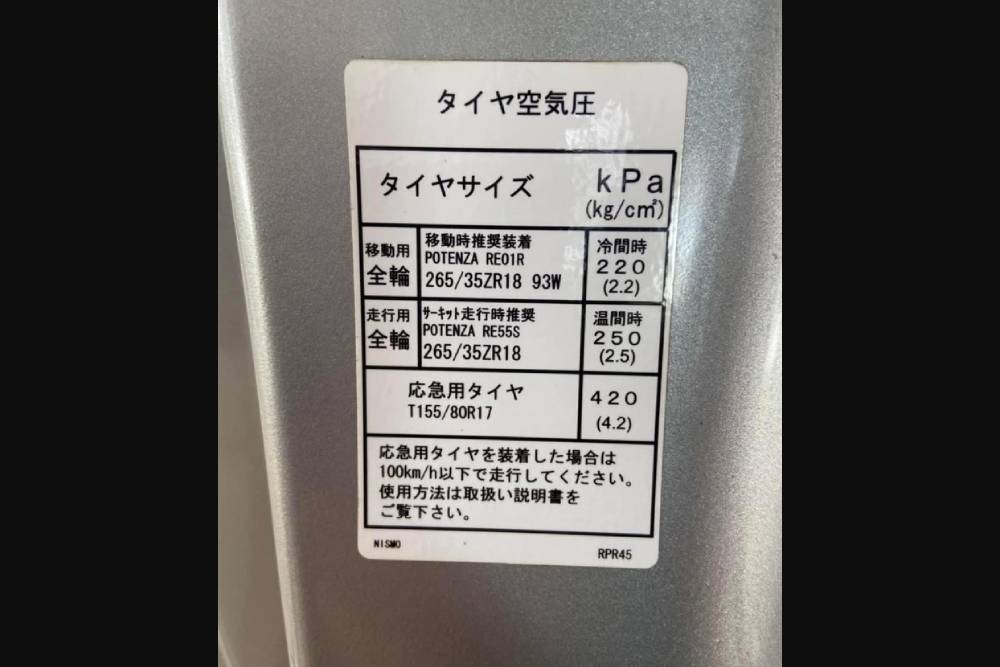 タイヤ空気圧
タイヤサイズ kPa
(kg/c㎡)
移動用
全輪
移動時推奨装着
POTENZA RE01R
265/35ZR18 93W
冷間時
220
(2.2)
走行用
全輪
サーキット走行時推奨
POTENZA RE55S
265/35ZR18
温間時
250
(2.5)
応急用タイヤ
T155/80R17
420
(4.2)
応急用タイヤを装着した場合は
100km/h以下で走行してください。
使用方法は取扱い説明書を
ご覧下さい。
NISMO RPR45